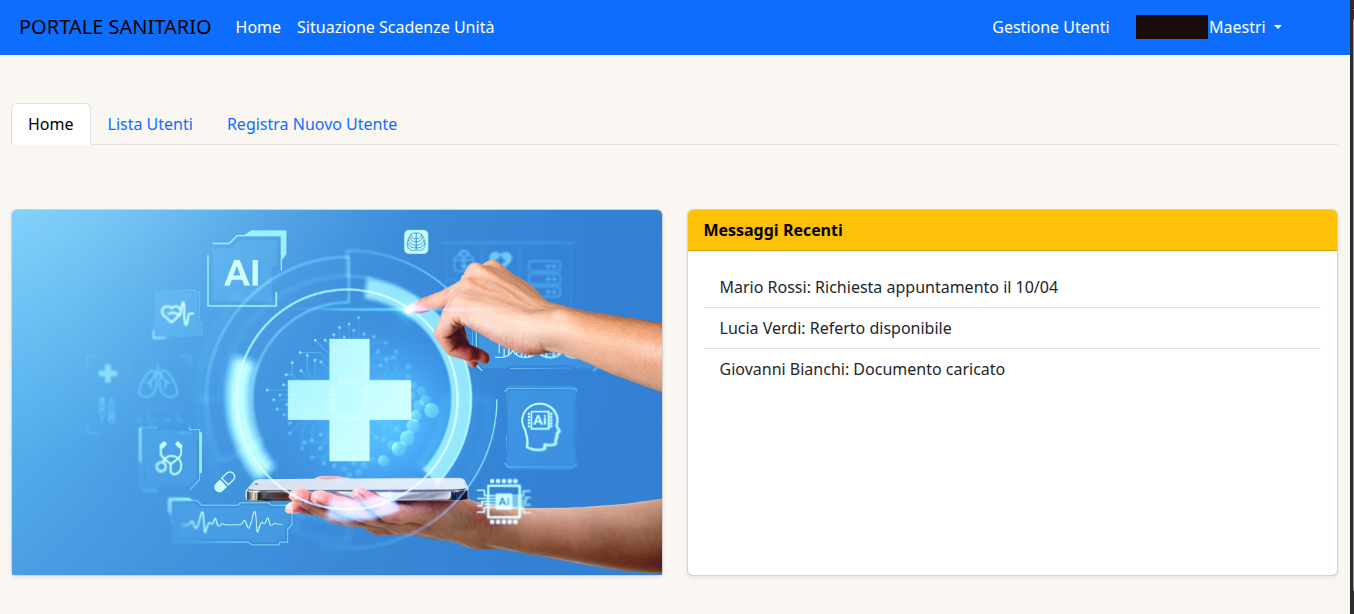 PORTALE SANITARIO Home Situazione Scadenze Unità Gestione Utenti Maestri
Home Lista Utenti Registra Nuovo Utente
AI
Ai
AI
Messaggi Recenti
Mario Rossi: Richiesta appuntamento il 10/04
Lucia Verdi: Referto disponibile
Giovanni Bianchi: Documento caricato